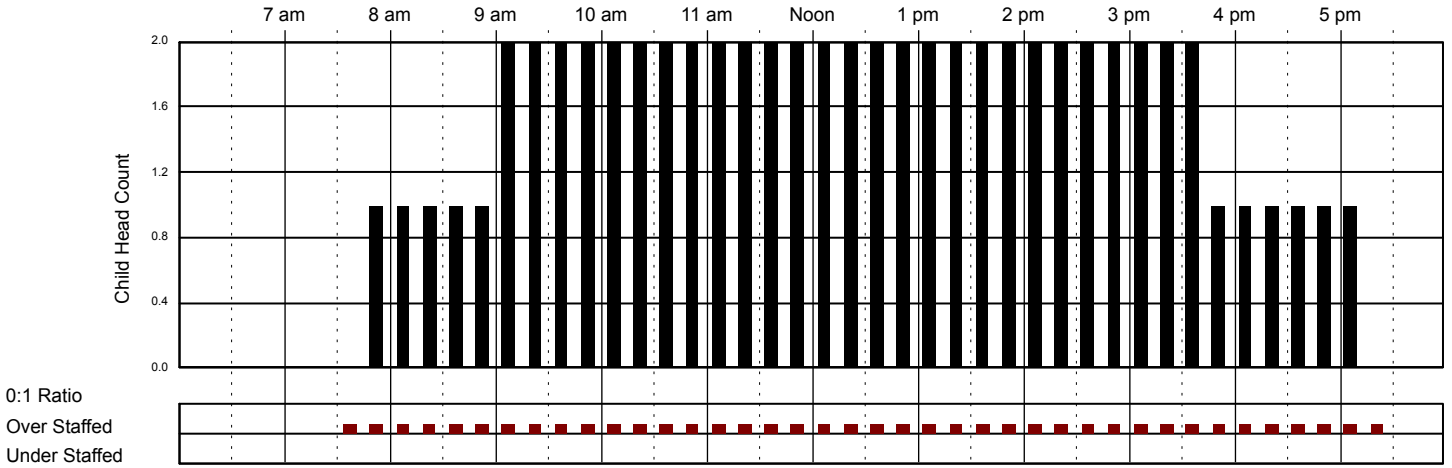 7 am 8 am 9 am 10 am 11 am Noon 1 pm 2 pm 3 pm 4 pm 5 pm
2.0
1.6
1.2
0.8
0.4
0.0
Child Head Count
0:1 Ratio
Over Staffed
Under Staffed